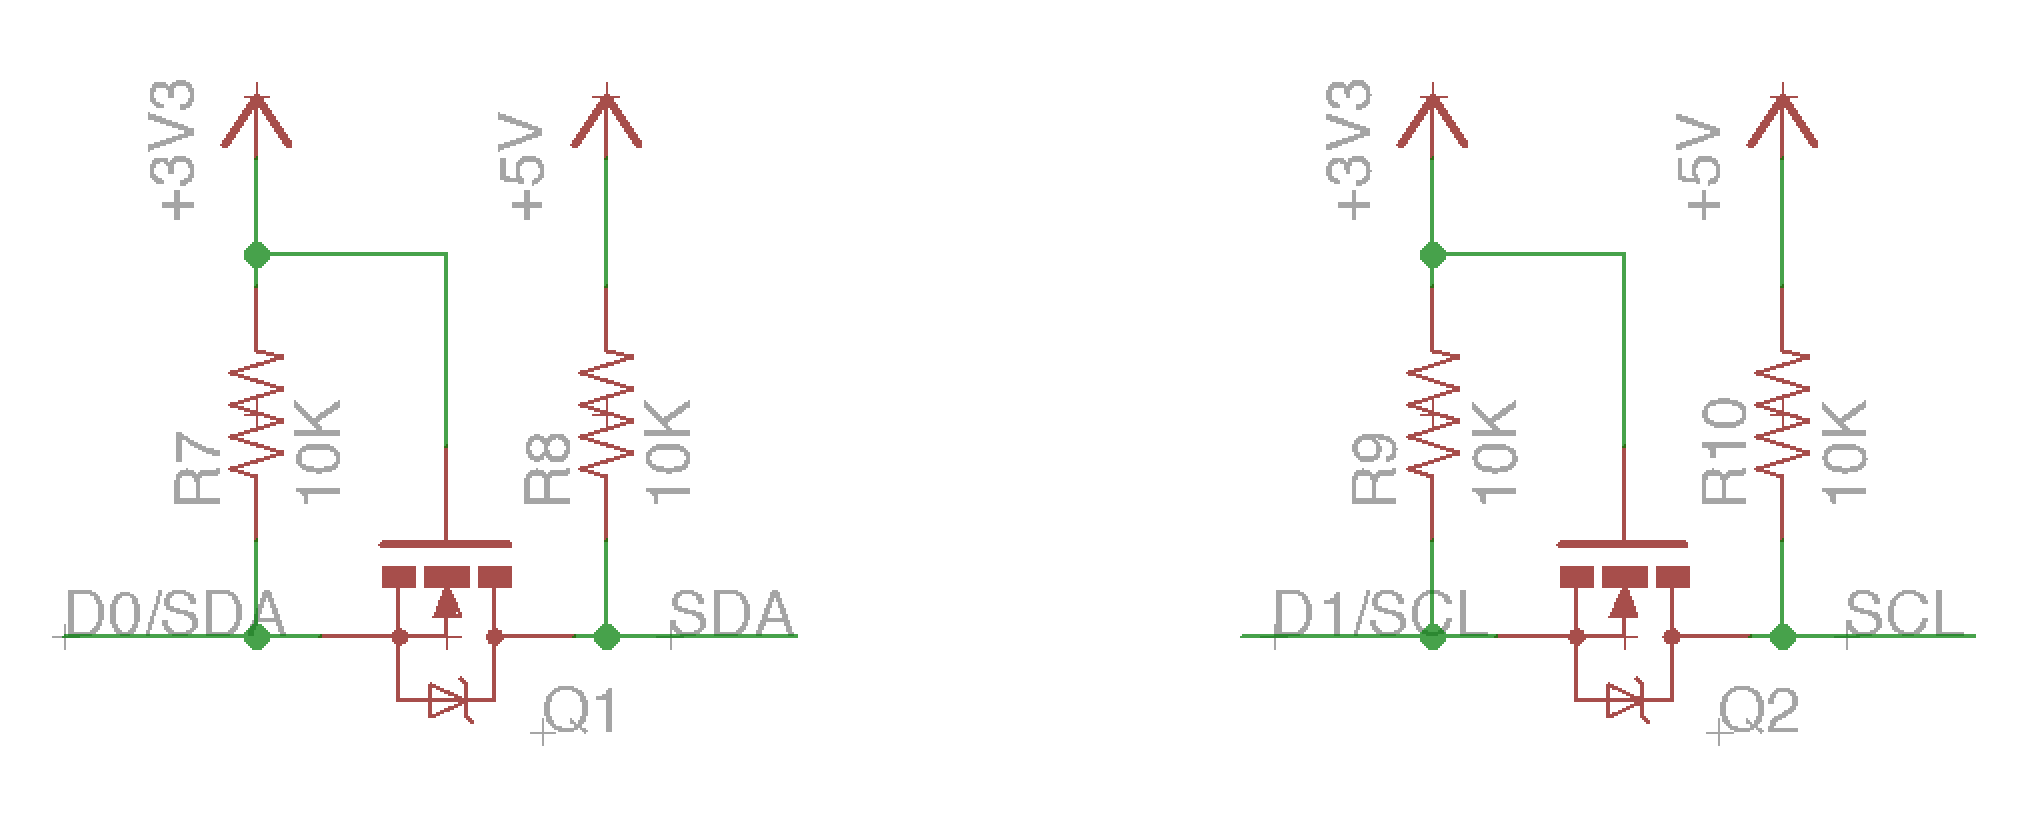 +3V3
+5V
R7
10K
R8
10K
D0/SDA
SDA
Q1
+3V3
+5V
R9
10K
R10
10K
D1/SCL
SCL
Q2